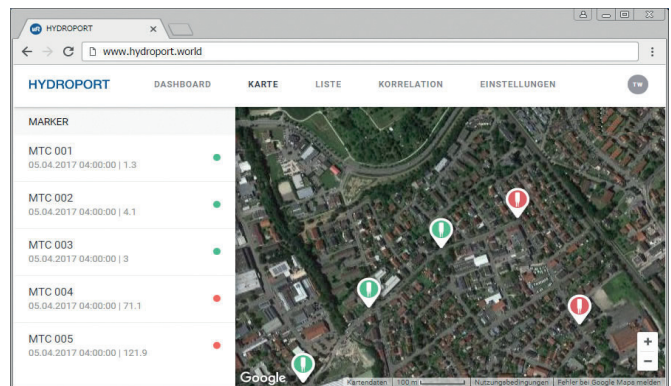 HYDROPORT
www.hydroport.world
HYDROPORT DASHBOARD KARTE LISTE KORRELATION EINSTELLUNGEN TW
MARKER
MTC 001
05.04.2017 04:00:00 | 1.3
MTC 002
05.04.2017 04:00:00 | 4.1
MTC 003
05.04.2017 04:00:00 | 3
MTC 004
05.04.2017 04:00:00 | 71.1
MTC 005
05.04.2017 04:00:00 | 121.9
+
−
Google
Kartendaten 100 m Nutzungsbedingungen Fehler bei Google Maps melden